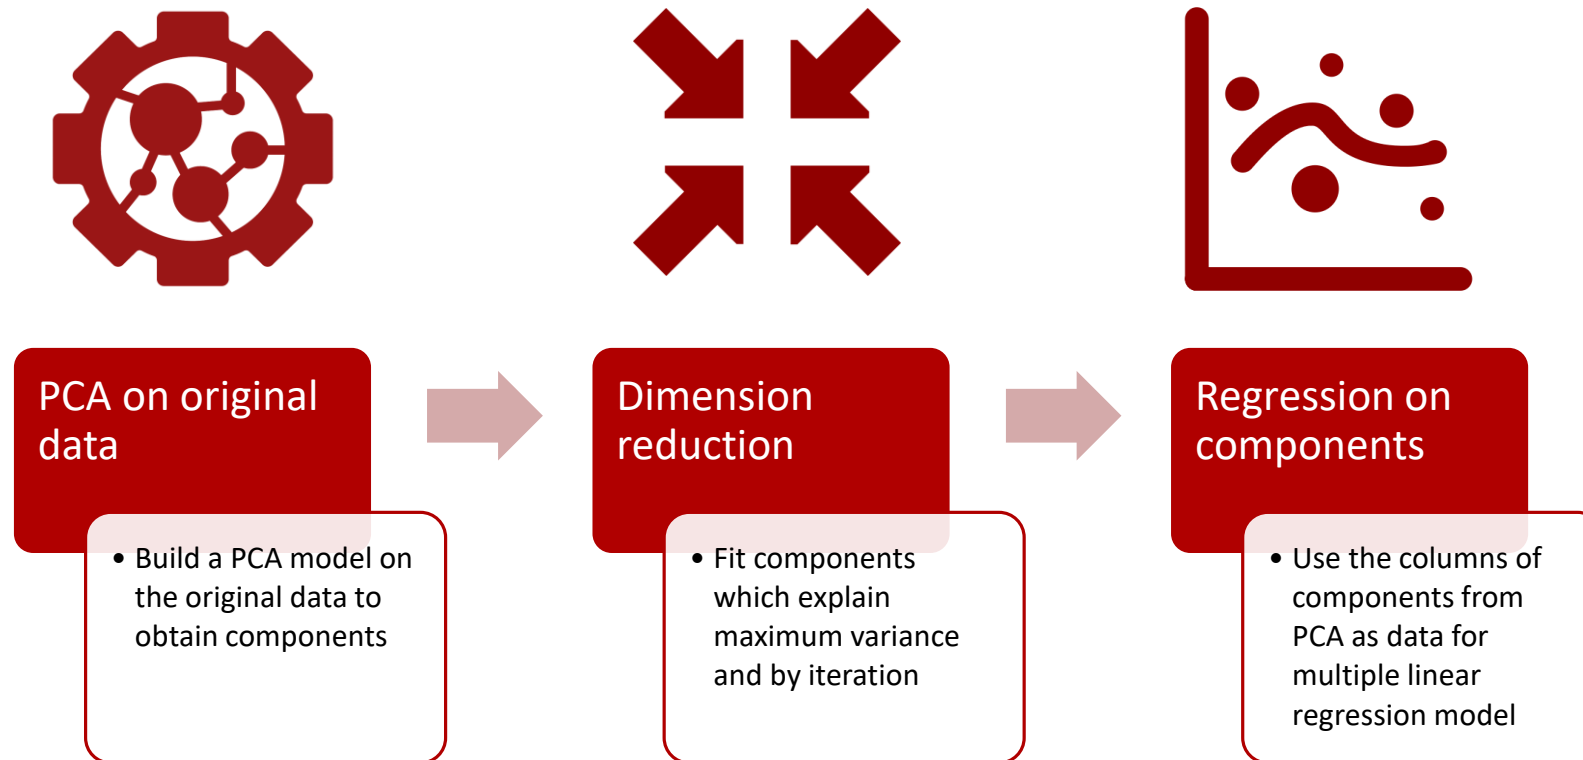 PCA on original
data
• Build a PCA model on
the original data to
obtain components
Dimension
reduction
• Fit components
which explain
maximum variance
and by iteration
Regression on
components
• Use the columns of
components from
PCA as data for
multiple linear
regression model